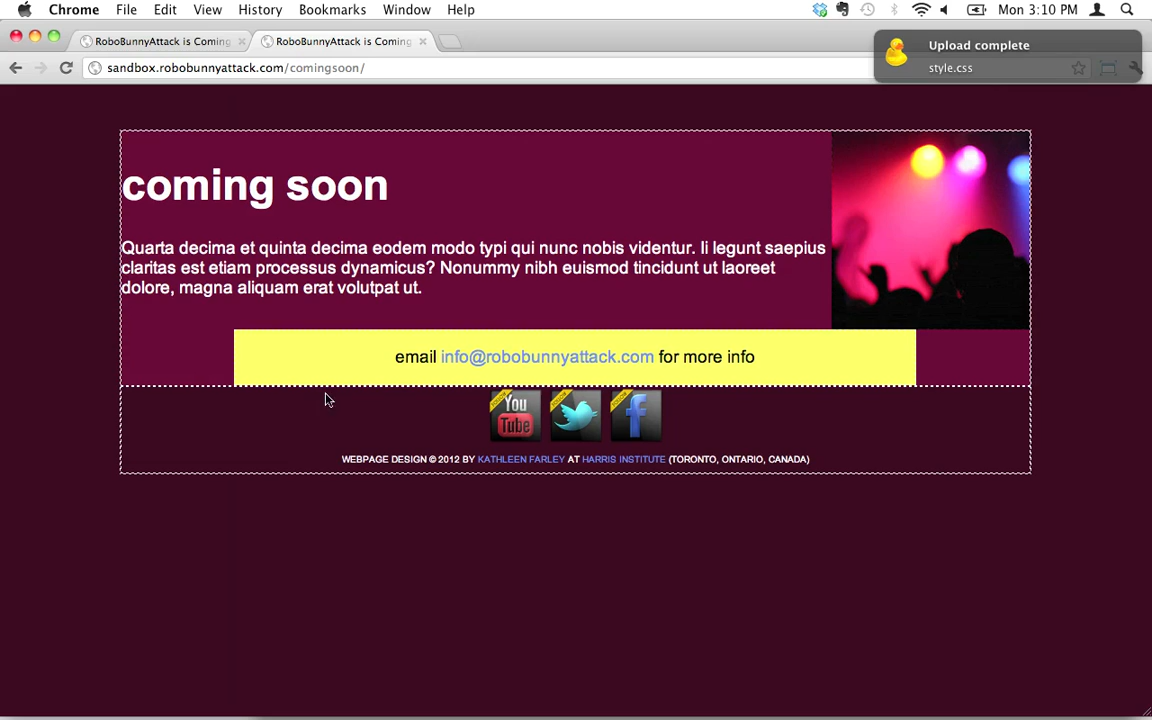 Chrome File Edit View History Bookmarks Window Help Mon 3:10 PM
RoboBunnyAttack is Coming RoboBunnyAttack is Coming
Upload complete
style.css
sandbox.robobunnyattack.com/comingsoon/
coming soon
Quarta decima et quinta decima eodem modo typi qui nunc nobis videntur. Ii legunt saepius
claritas est etiam processus dynamicus? Nonummy nibh euismod tincidunt ut laoreet
dolore, magna aliquam erat volutpat ut.
email info@robobunnyattack.com for more info
You
Tube
WEBPAGE DESIGN © 2012 BY KATHLEEN FARLEY AT HARRIS INSTITUTE (TORONTO, ONTARIO, CANADA)